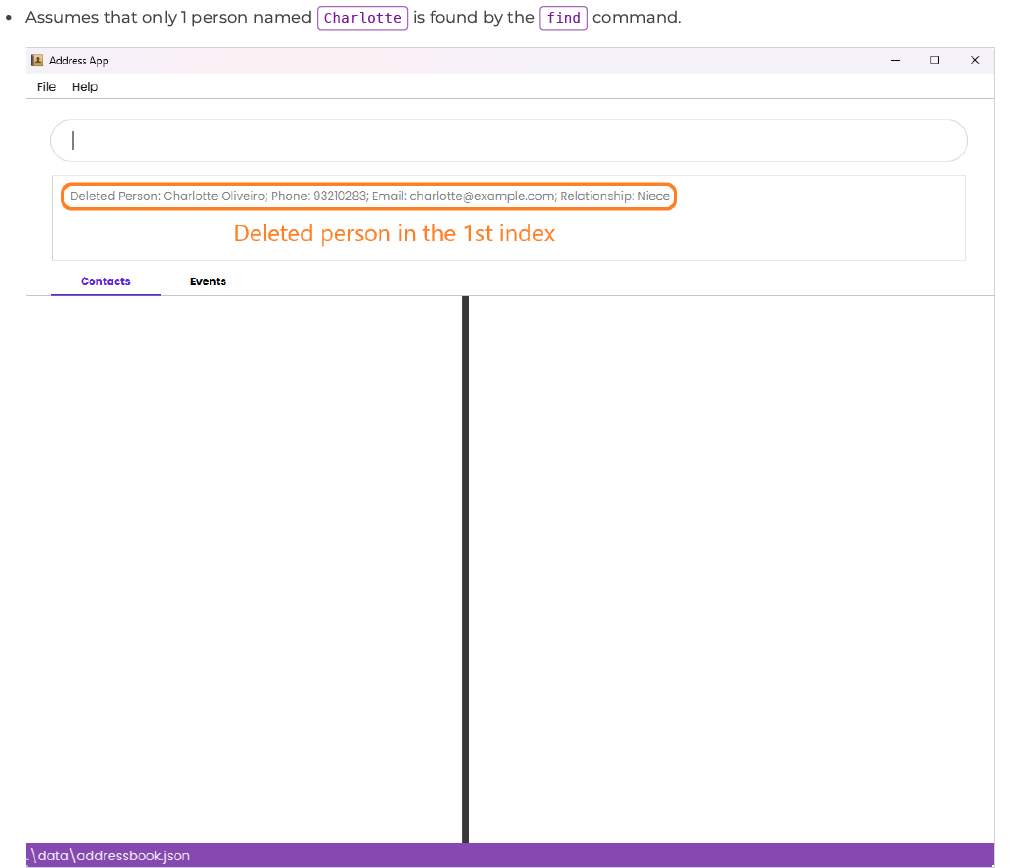 Assumes that only 1 person named Charlotte is found by the find command.
Address App
File Help
Deleted Person: Charlotte Oliveiro; Phone: 93210283; Email: charlotte@example.com; Relationship: Niece
Deleted person in the 1st index
Contacts Events
.\data\addressbook.json